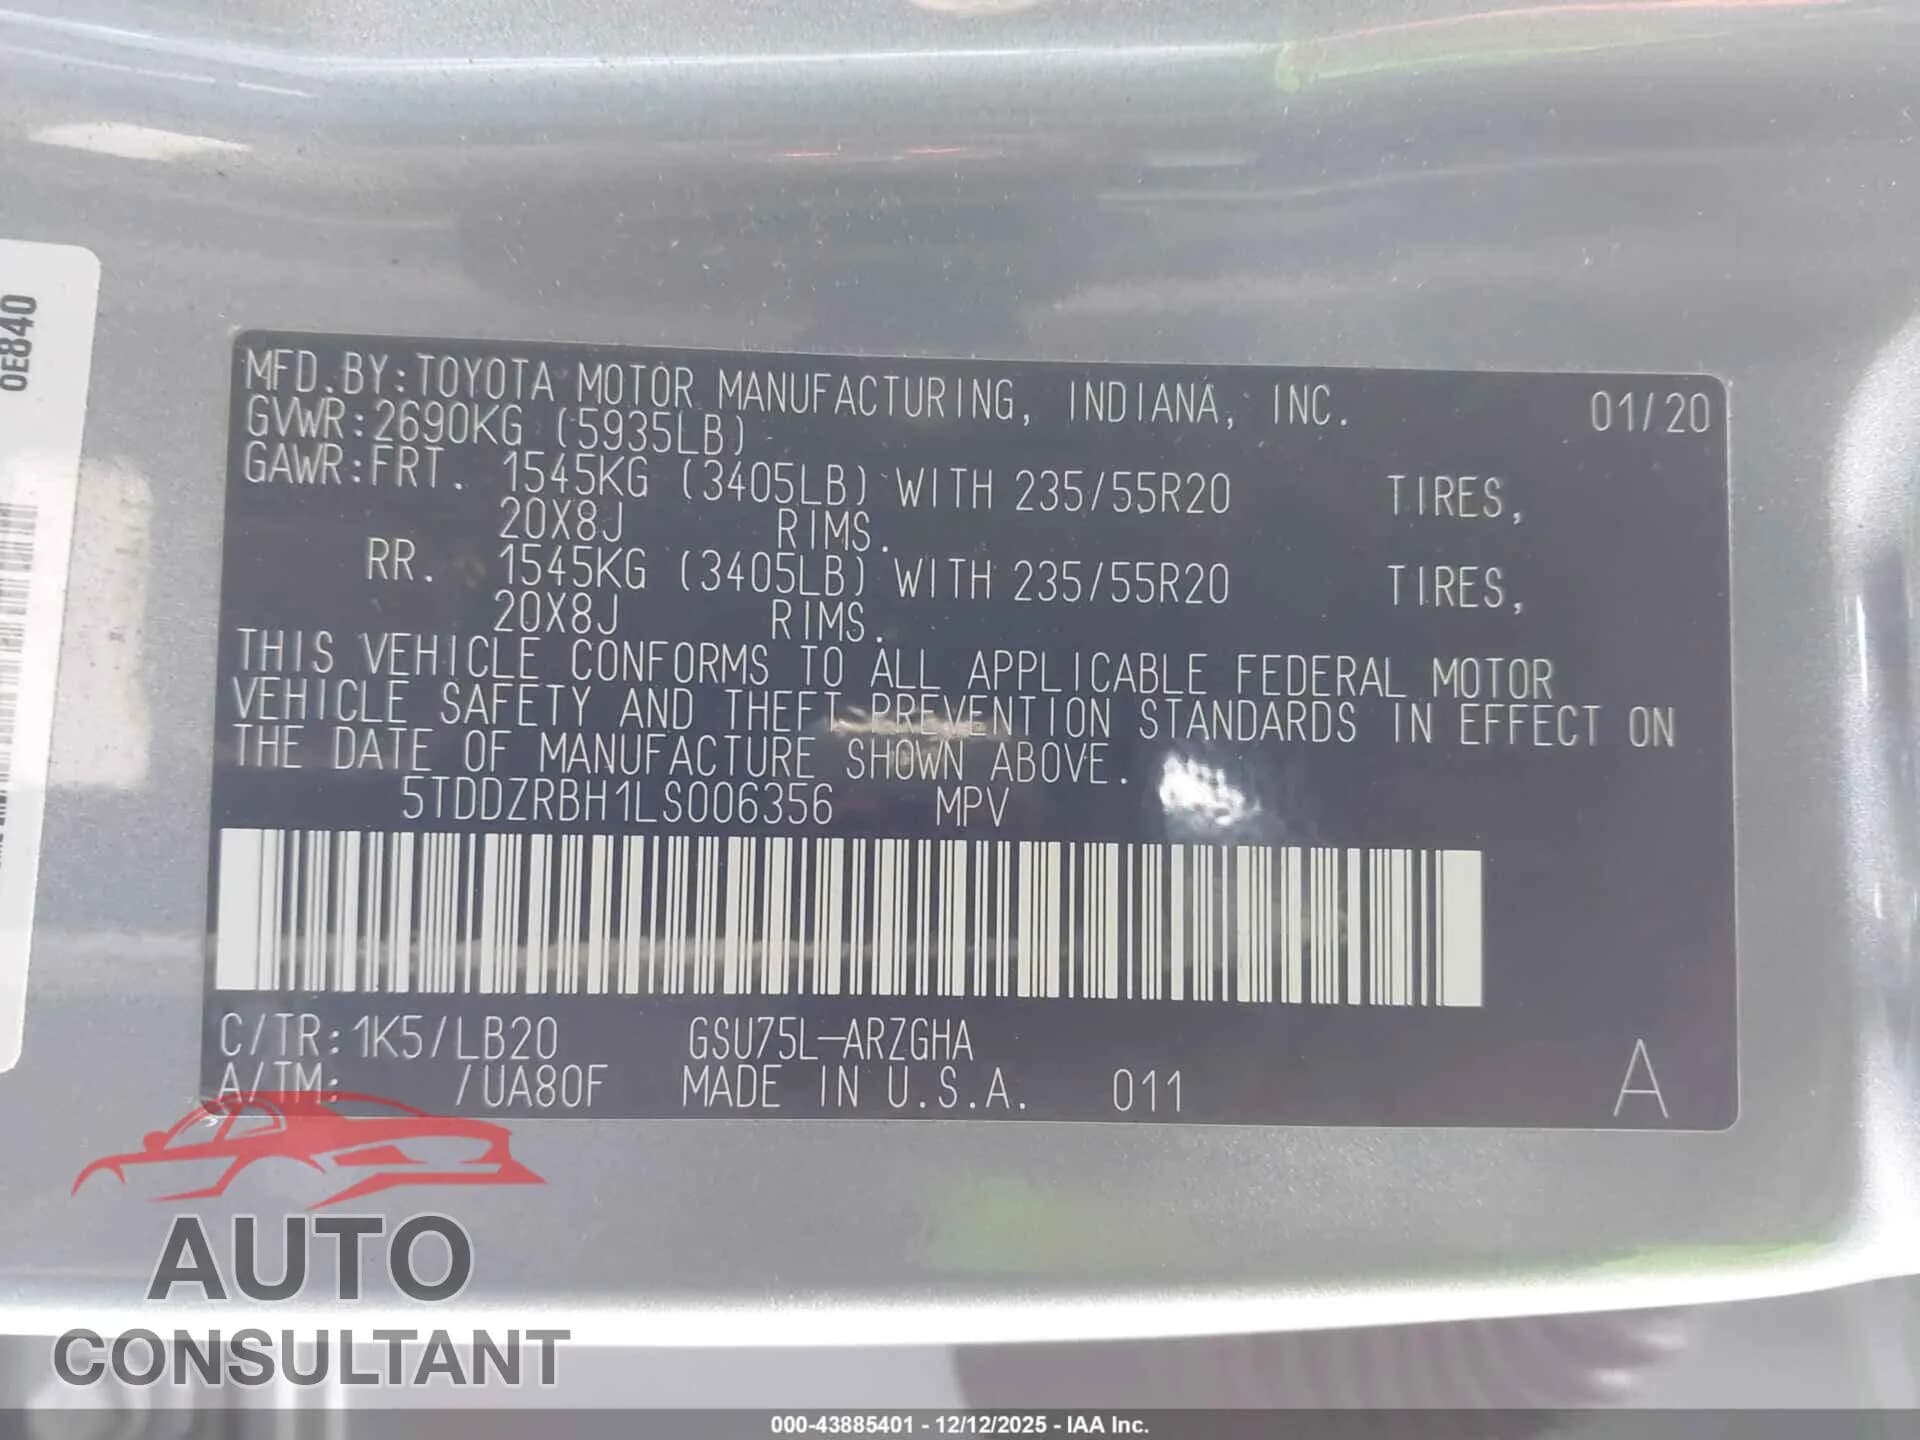 0E840
MFD.BY:TOYOTA MOTOR MANUFACTURING, INDIANA, INC. 01/20
GVWR:2690KG (5935LB)
GAWR:FRT. 1545KG (3405LB) WITH 235/55R20 TIRES,
20X8J RIMS.
RR. 1545KG (3405LB) WITH 235/55R20 TIRES,
20X8J RIMS.
THIS VEHICLE CONFORMS TO ALL APPLICABLE FEDERAL MOTOR
VEHICLE SAFETY AND THEFT PREVENTION STANDARDS IN EFFECT ON
THE DATE OF MANUFACTURE SHOWN ABOVE.
5TDDZRBH1LS006356 MPV
C/TR:1K5/LB20 GSU75L-ARZGHA
A/TM: /UA80F MADE IN U.S.A. 011 A
AUTO
CONSULTANT
000-43885401 - 12/12/2025 - IAA Inc.